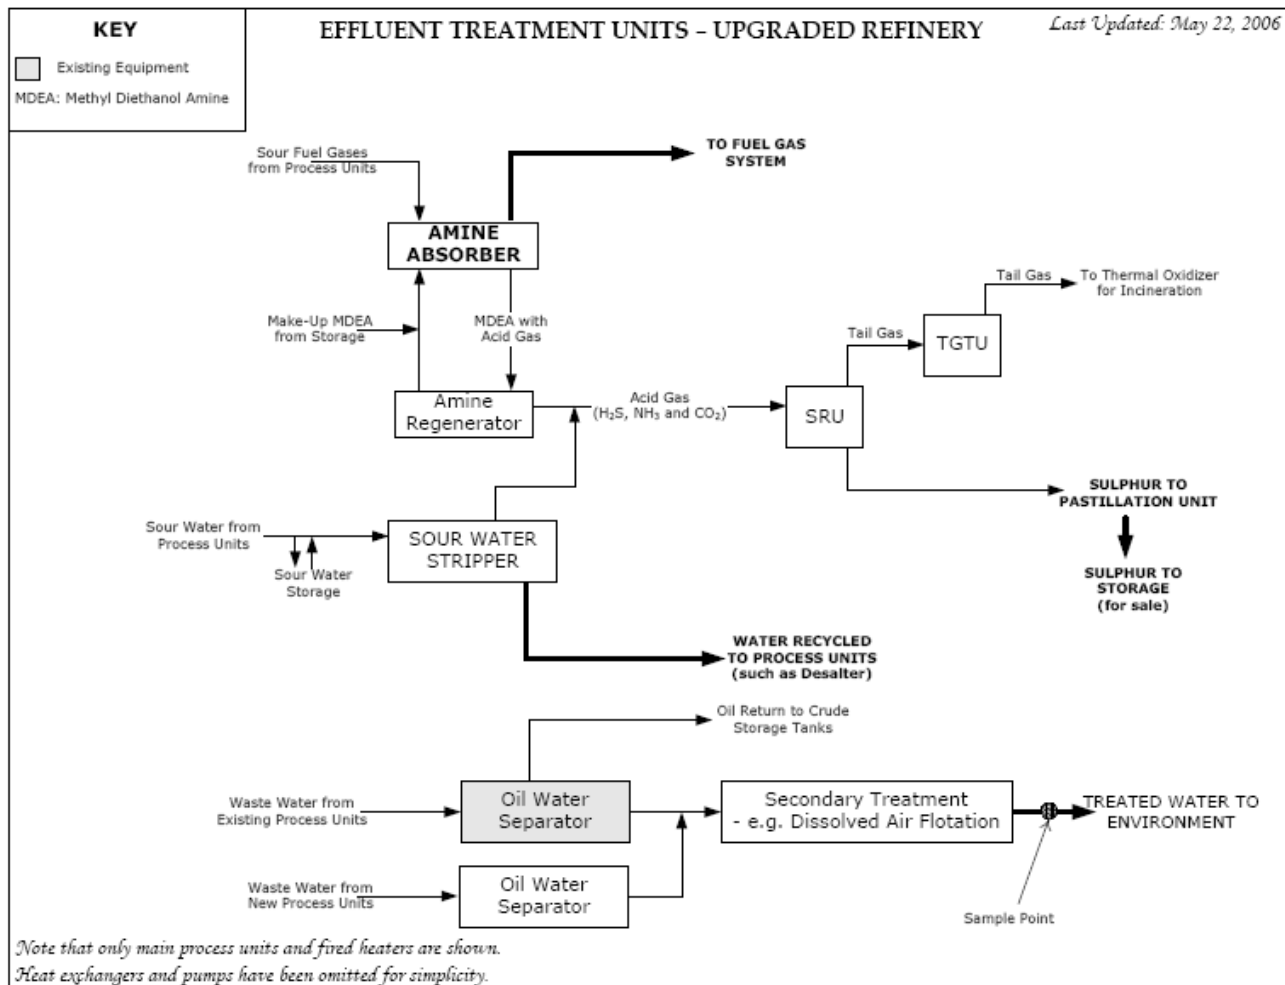 KEY
Existing Equipment
MDEA: Methyl Diethanol Amine
EFFLUENT TREATMENT UNITS – UPGRADED REFINERY
Last Updated: May 22, 2006
Sour Fuel Gases
from Process Units
TO FUEL GAS
SYSTEM
AMINE
ABSORBER
Make-Up MDEA
from Storage
MDEA with
Acid Gas
Tail Gas
To Thermal Oxidizer
for Incineration
Tail Gas
TGTU
Amine
Regenerator
Acid Gas
(H₂S, NH₃ and CO₂)
SRU
SULPHUR TO
PASTILLATION UNIT
Sour Water from
Process Units
Sour Water
Storage
SOUR WATER
STRIPPER
SULPHUR TO
STORAGE
(for sale)
WATER RECYCLED
TO PROCESS UNITS
(such as Desalter)
Oil Return to Crude
Storage Tanks
Waste Water from
Existing Process Units
Oil Water
Separator
Secondary Treatment
- e.g. Dissolved Air Flotation
TREATED WATER TO
ENVIRONMENT
Waste Water from
New Process Units
Oil Water
Separator
Sample Point
Note that only main process units and fired heaters are shown.
Heat exchangers and pumps have been omitted for simplicity.